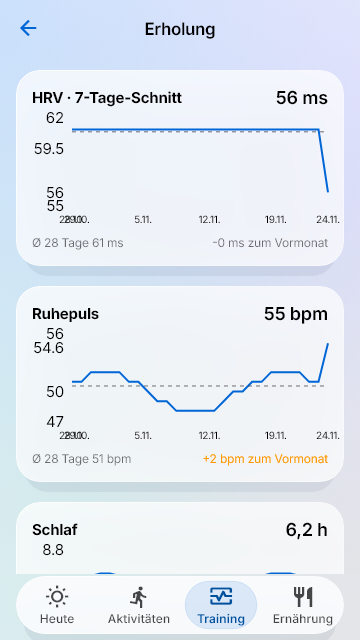 Erholung
HRV · 7-Tage-Schnitt 56 ms
62
59.5
56
55
29.10. 5.11. 12.11. 19.11. 24.11.
Ø 28 Tage 61 ms -0 ms zum Vormonat
Ruhepuls 55 bpm
56
54.6
50
47
5.11. 12.11. 19.11. 24.11.
Ø 28 Tage 51 bpm +2 bpm zum Vormonat
Schlaf 6,2 h
8.8
Heute Aktivitäten Training Ernährung